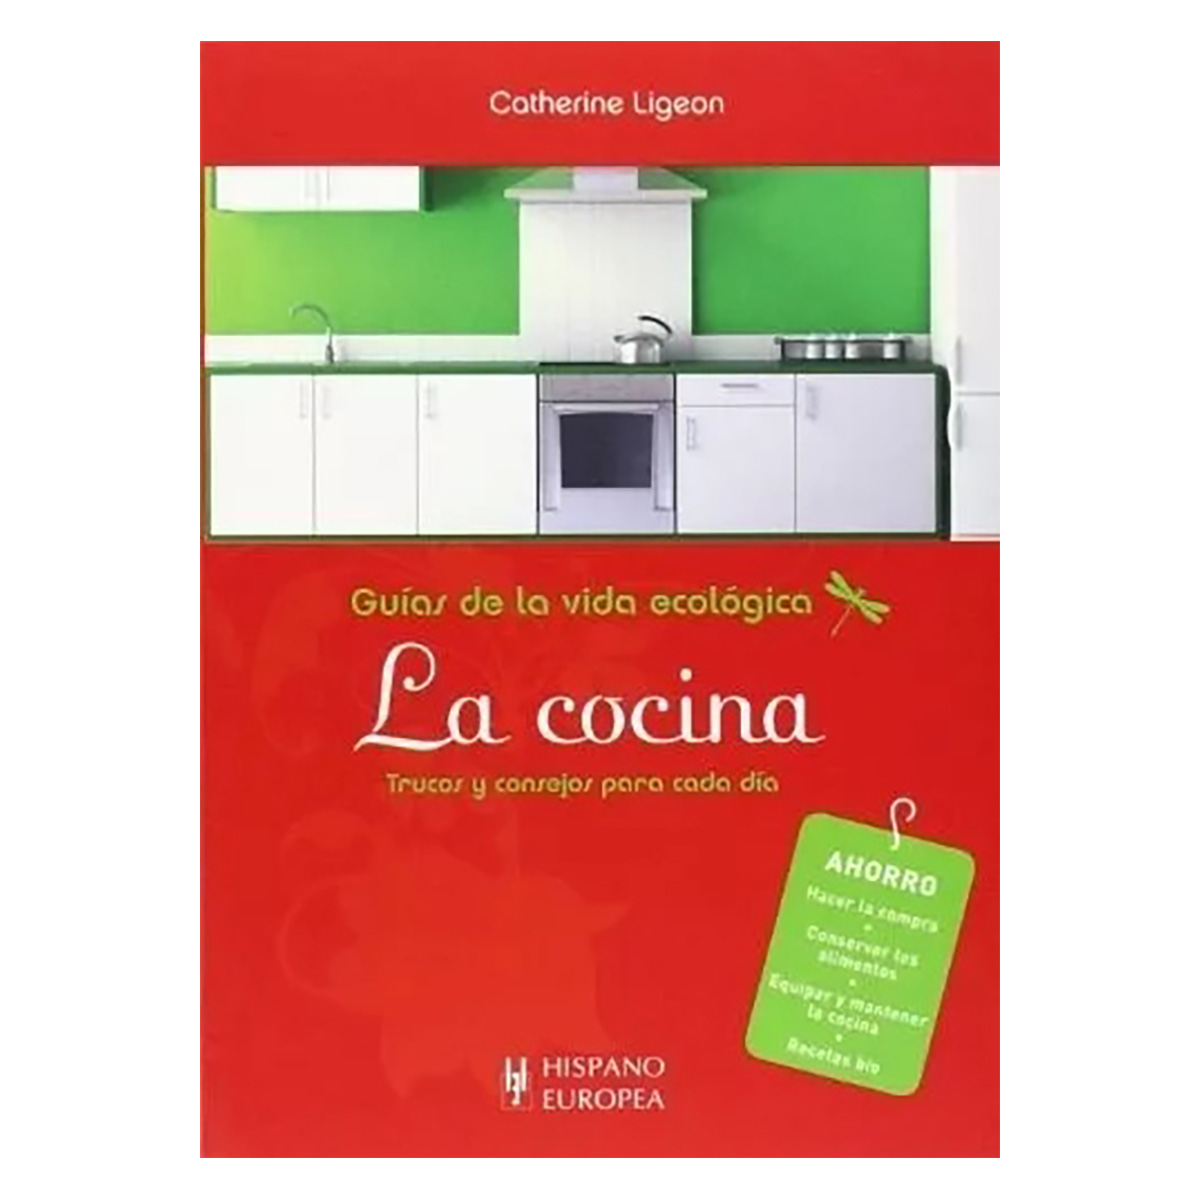 Catherine Ligeon
Guías de la vida ecológica
La cocina
Trucos y consejos para cada día
AHORRO
Hacer la compra
•
Conservar los
alimentos
•
Equipar y mantener
la cocina
•
Recetas bio
HISPANO
EUROPEA